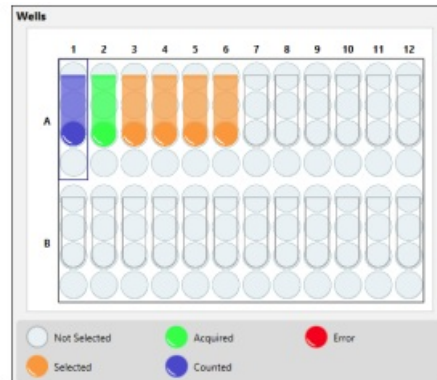 Wells
1 2 3 4 5 6 7 8 9 10 11 12
A
B
Not Selected Acquired Error
Selected Counted